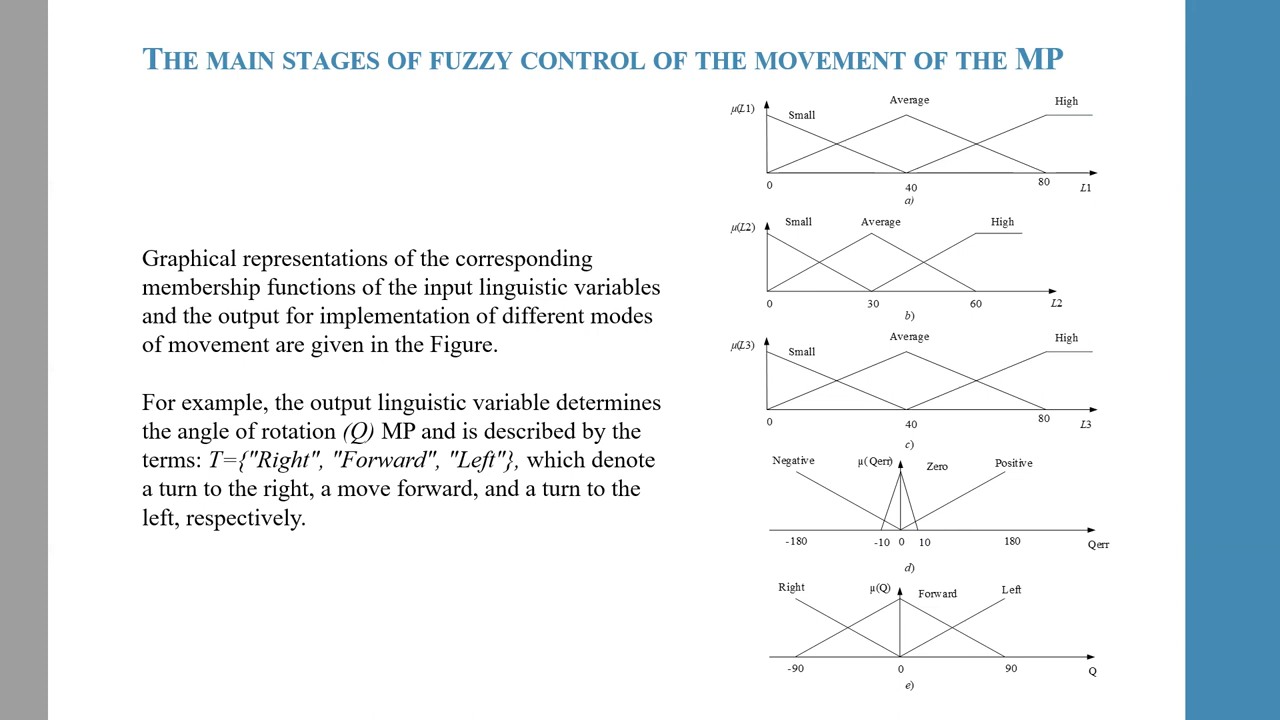 THE MAIN STAGES OF FUZZY CONTROL OF THE MOVEMENT OF THE MP
Graphical representations of the corresponding
membership functions of the input linguistic variables
and the output for implementation of different modes
of movement are given in the Figure.
For example, the output linguistic variable determines
the angle of rotation (Q) MP and is described by the
terms: T={"Right", "Forward", "Left"}, which denote
a turn to the right, a move forward, and a turn to the
left, respectively.
μ(L1) Small Average High
0 40 80 L1
a)
μ(L2) Small Average High
0 30 60 L2
b)
μ(L3) Small Average High
0 40 80 L3
c)
Negative μ(Qerr) Zero Positive
-180 -10 0 10 180 Qerr
d)
Right μ(Q) Forward Left
-90 0 90 Q
e)